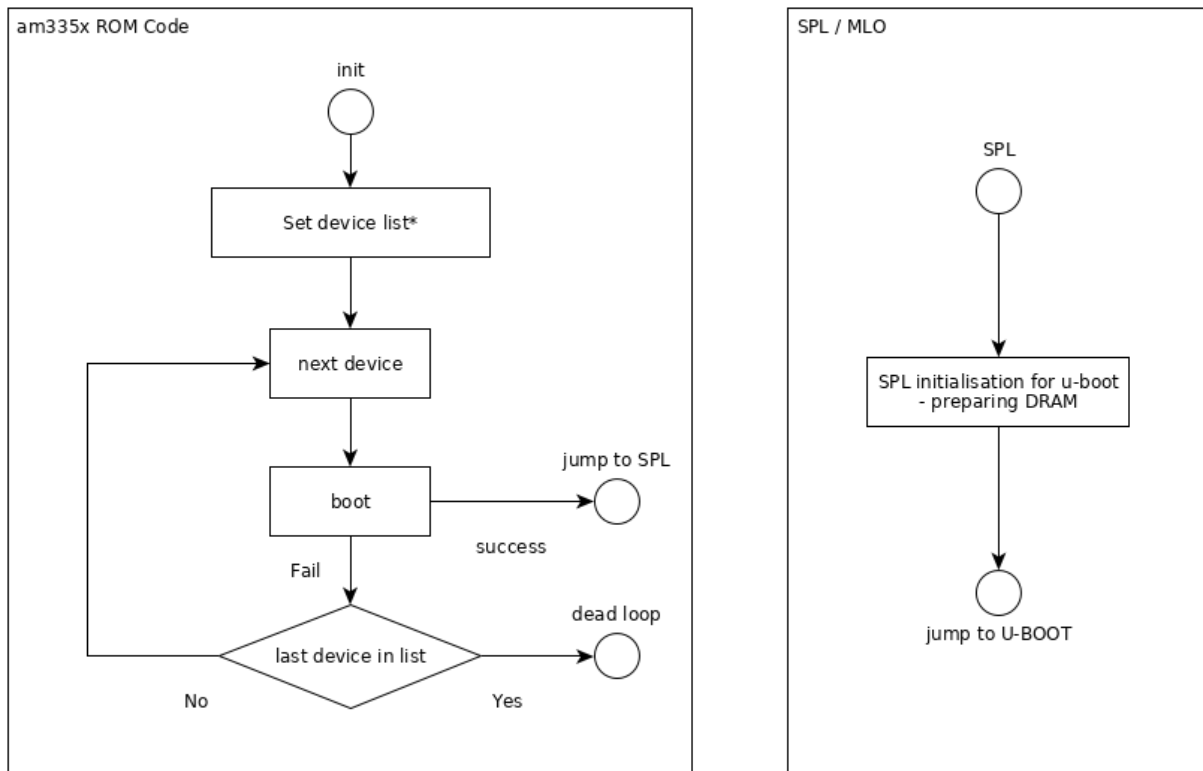 am335x ROM Code
init
Set device list*
next device
jump to SPL
boot
success
Fail
dead loop
last device in list
No
Yes
SPL / MLO
SPL
SPL initialisation for u-boot
- preparing DRAM
jump to U-BOOT